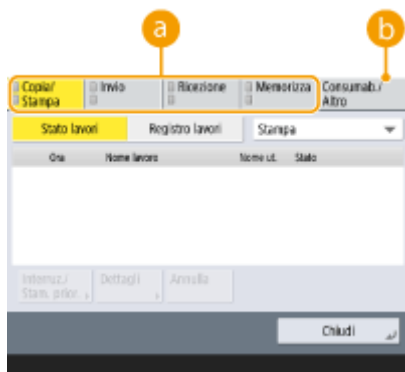 a
b
Copia/
Stampa
Invio
Ricezione
Memorizza
Consumab./
Altro
Stato lavori
Registro lavori
Stampa
Ora
Nome lavoro
Nome ut.
Stato
Interruz./
Stam. prior.
Dettagli
Annulla
Chiudi